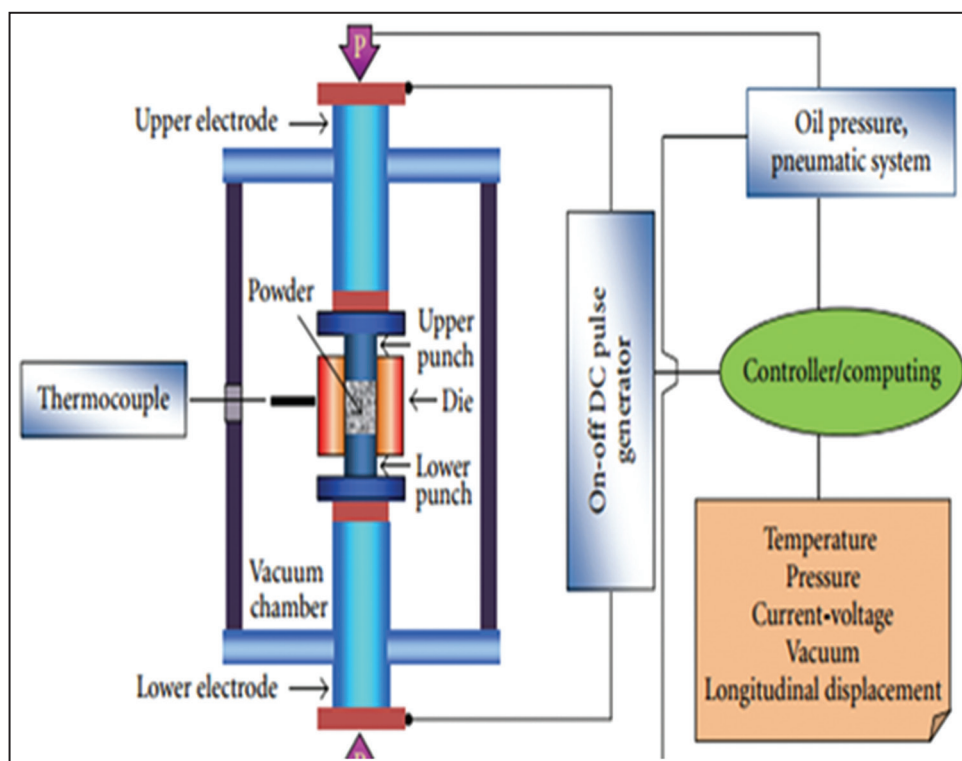 P
Upper electrode
Oil pressure,
pneumatic system
Powder
Upper
punch
On-off DC pulse
generator
Thermocouple
Die
Controller/computing
Lower
punch
Vacuum
chamber
Temperature
Pressure
Current-voltage
Vacuum
Longitudinal displacement
Lower electrode
P